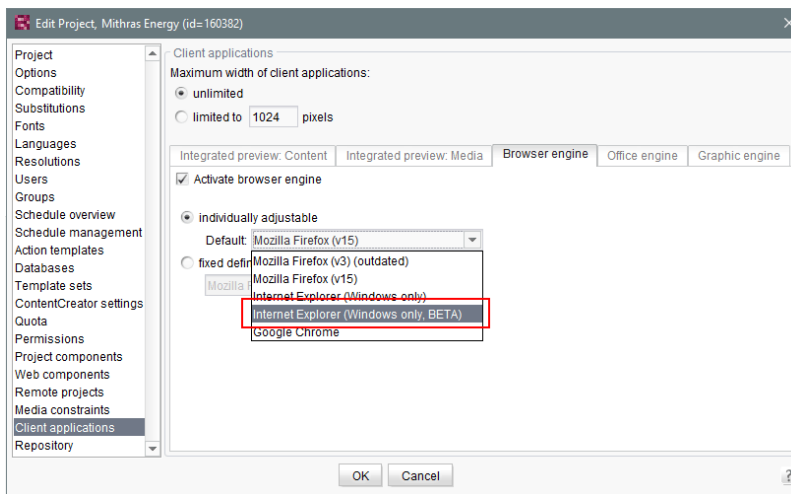 Edit Project, Mithras Energy (id=160382)
Project
Options
Compatibility
Substitutions
Fonts
Languages
Resolutions
Users
Groups
Schedule overview
Schedule management
Action templates
Databases
Template sets
ContentCreator settings
Quota
Permissions
Project components
Web components
Remote projects
Media constraints
Client applications
Repository
Client applications
Maximum width of client applications:
unlimited
limited to 1024 pixels
Integrated preview: Content Integrated preview: Media Browser engine Office engine Graphic engine
Activate browser engine
individually adjustable
Default: Mozilla Firefox (v15)
fixed
Mozilla
Mozilla Firefox (v3) (outdated)
Mozilla Firefox (v15)
Internet Explorer (Windows only)
Internet Explorer (Windows only, BETA)
Google Chrome
OK Cancel
?